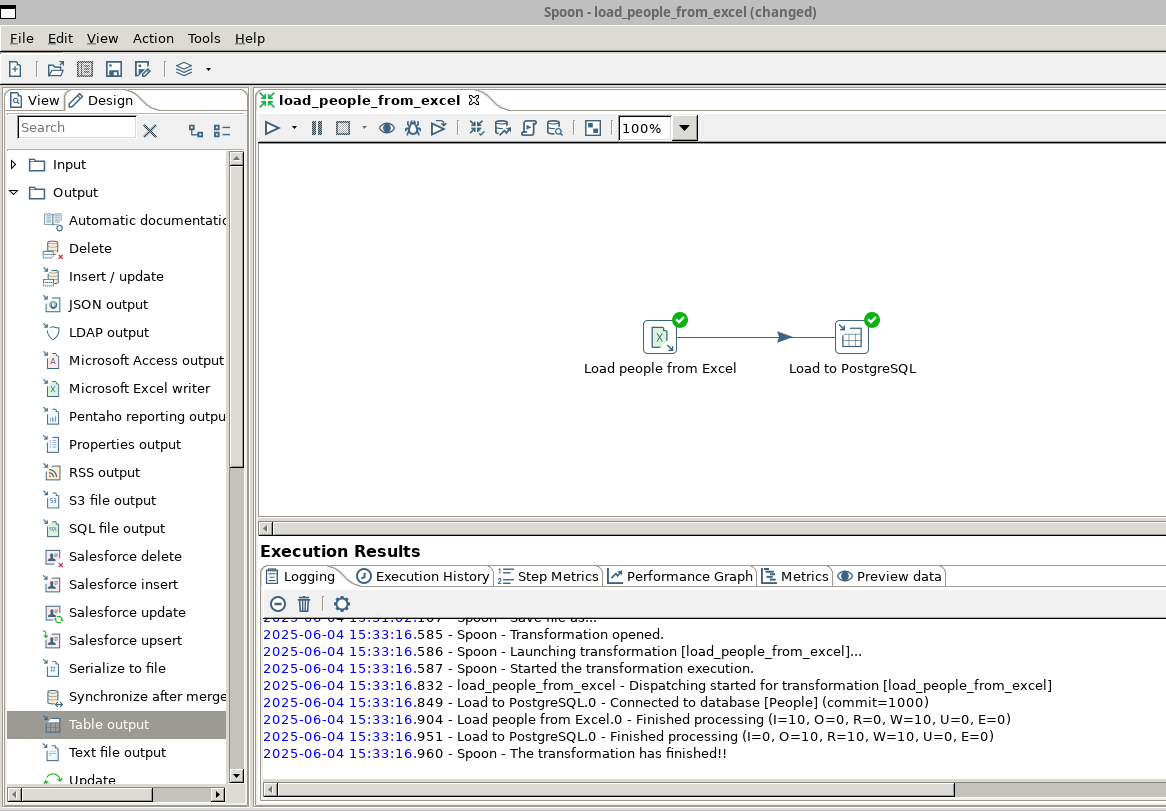 Spoon - load_people_from_excel (changed)
File Edit View Action Tools Help
View Design
load_people_from_excel
Search
100%
Input
Output
Automatic documentatio
Delete
Insert / update
JSON output
LDAP output
Microsoft Access output
Microsoft Excel writer
Pentaho reporting outpu
Properties output
RSS output
S3 file output
SQL file output
Salesforce delete
Salesforce insert
Salesforce update
Salesforce upsert
Serialize to file
Synchronize after merge
Table output
Text file output
Update
Load people from Excel
Load to PostgreSQL
Execution Results
Logging Execution History Step Metrics Performance Graph Metrics Preview data
2025-06-04 15:33:16.585 - Spoon - Transformation opened.
2025-06-04 15:33:16.586 - Spoon - Launching transformation [load_people_from_excel]...
2025-06-04 15:33:16.587 - Spoon - Started the transformation execution.
2025-06-04 15:33:16.832 - load_people_from_excel - Dispatching started for transformation [load_people_from_excel]
2025-06-04 15:33:16.849 - Load to PostgreSQL.0 - Connected to database [People] (commit=1000)
2025-06-04 15:33:16.904 - Load people from Excel.0 - Finished processing (I=10, O=0, R=0, W=10, U=0, E=0)
2025-06-04 15:33:16.951 - Load to PostgreSQL.0 - Finished processing (I=0, O=10, R=10, W=10, U=0, E=0)
2025-06-04 15:33:16.960 - Spoon - The transformation has finished!!